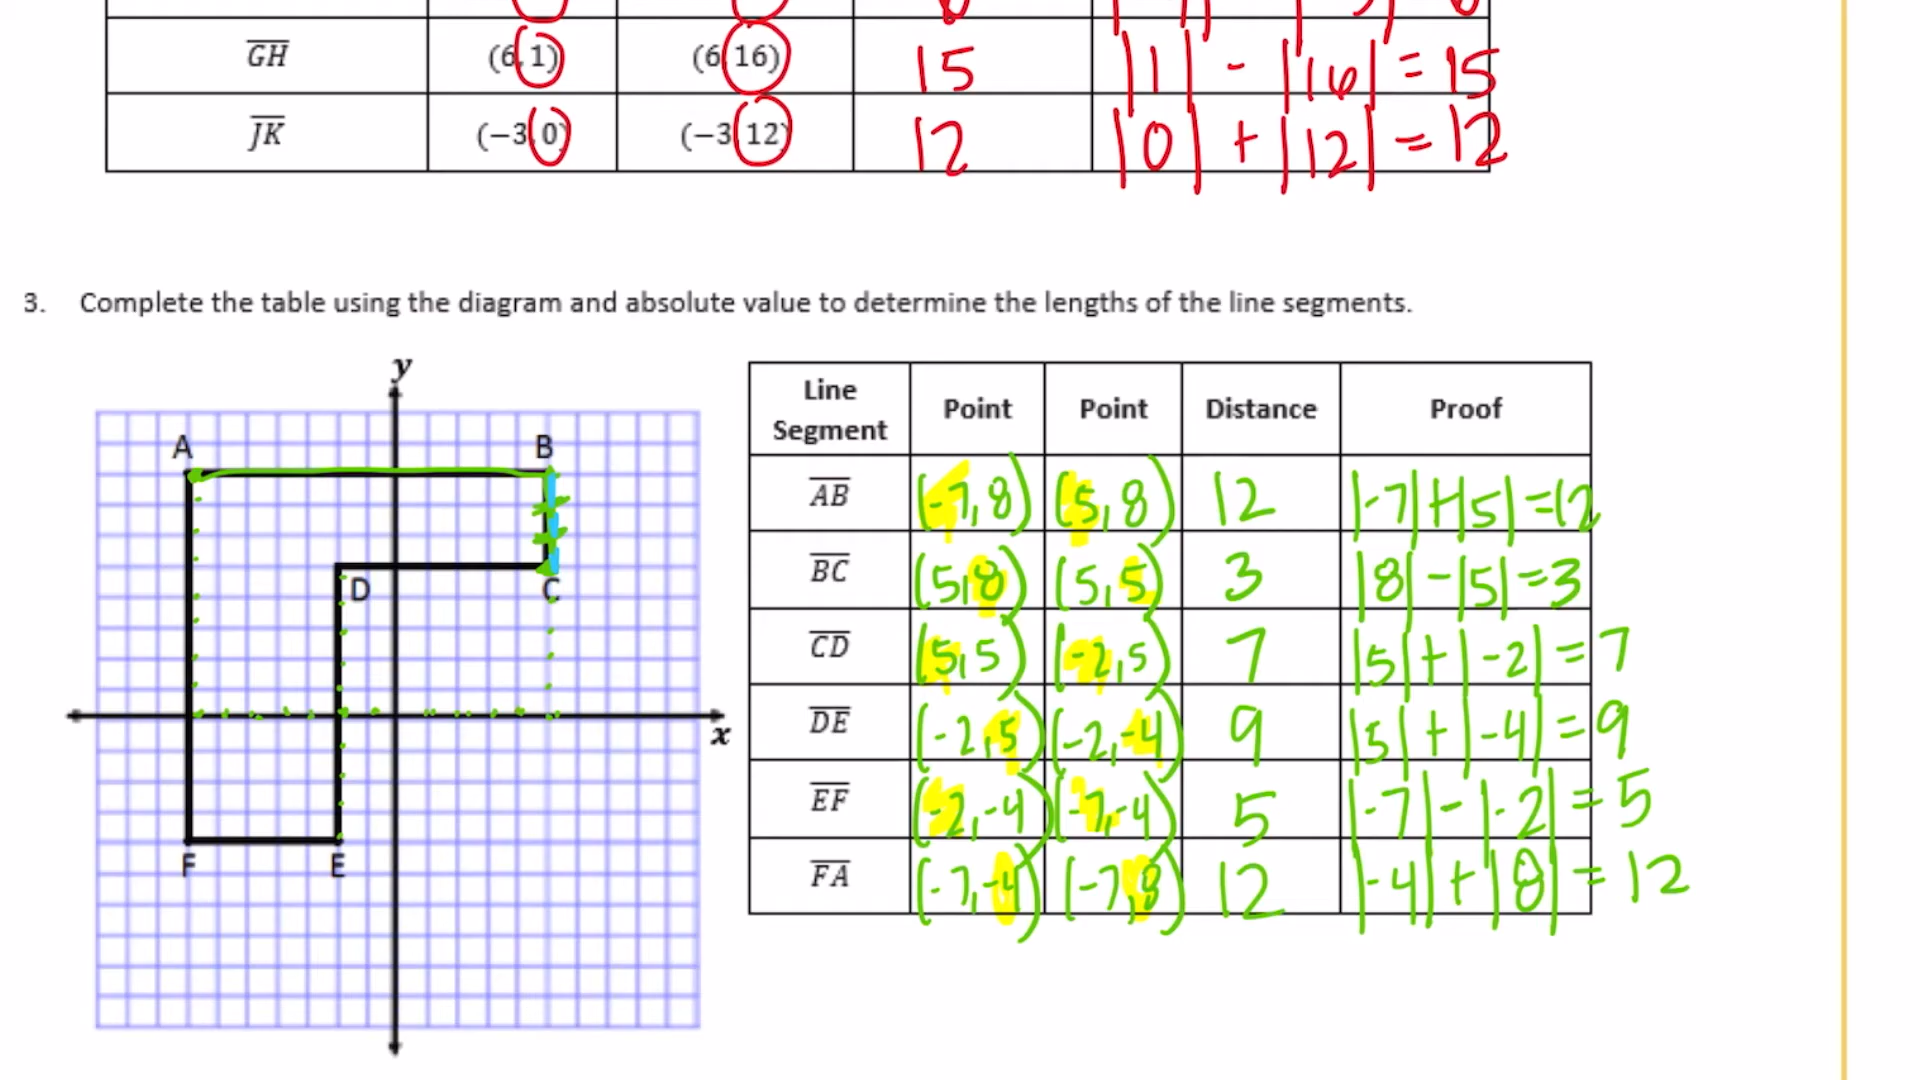 GH (6, 1) (6, 16) 15 |1| - |16| = 15
JK (−3, 0) (−3, 12) 12 |0| + |12| = 12
3. Complete the table using the diagram and absolute value to determine the lengths of the line segments.
y
A B
D C
x
F E
Line Segment Point Point Distance Proof
AB (-7, 8) (5, 8) 12 |-7| + |5| = 12
BC (5, 8) (5, 5) 3 |8| - |5| = 3
CD (5, 5) (-2, 5) 7 |5| + |-2| = 7
DE (-2, 5) (-2, -4) 9 |5| + |-4| = 9
EF (-2, -4) (-7, -4) 5 |-7| - |-2| = 5
FA (-7, -4) (-7, 8) 12 |-4| + |8| = 12